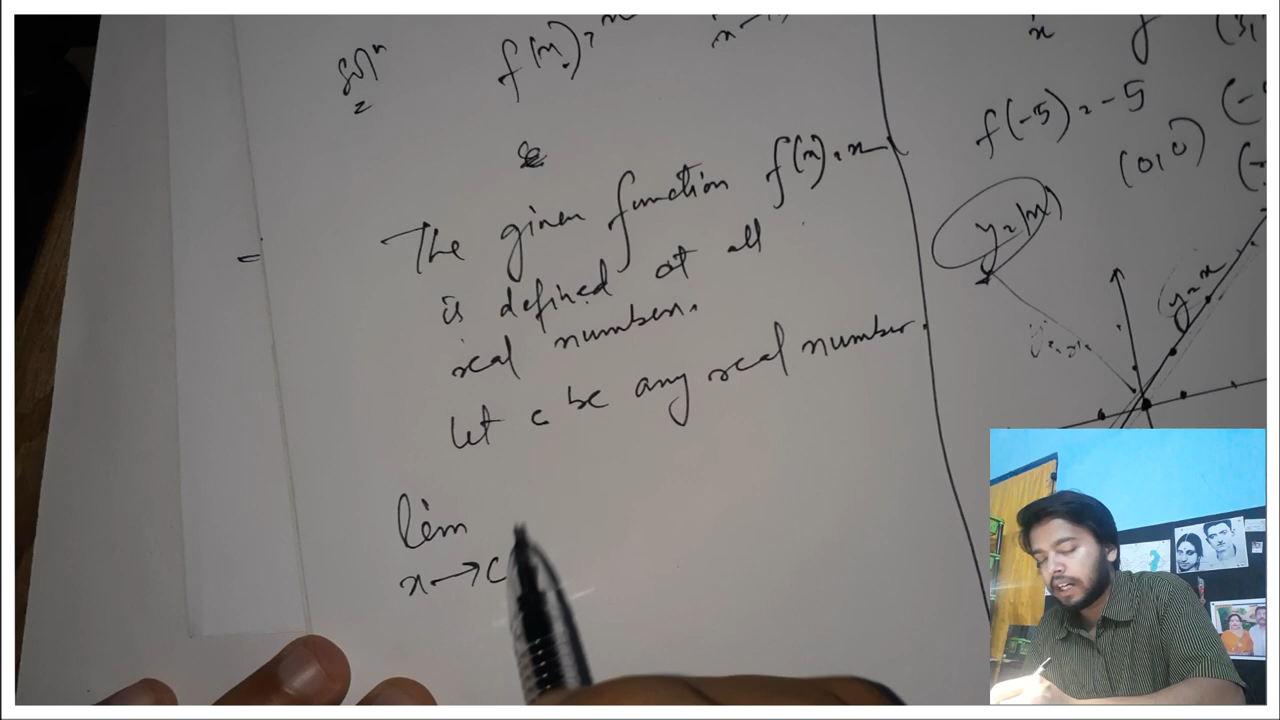 Solⁿ
f(x) = x
The given function f(x) = x
is defined at all
real numbers.
Let c be any real number.
lim
x→c
f(-5) = -5
(0,0)
y = |x|
y = x